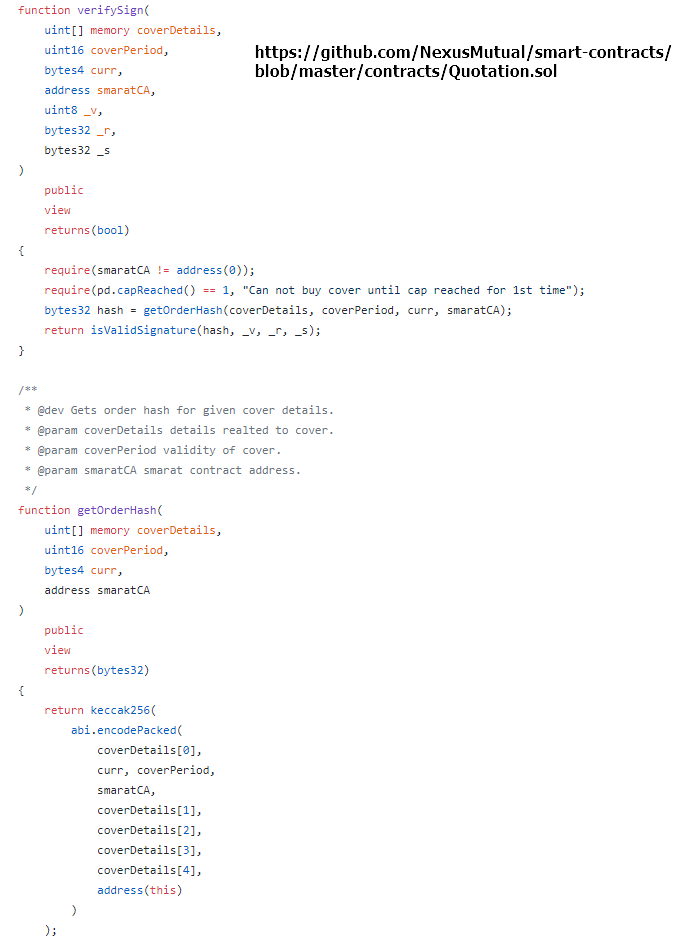 function verifySign(
    uint[] memory coverDetails,
    uint16 coverPeriod,
    bytes4 curr,
    address smaratCA,
    uint8 _v,
    bytes32 _r,
    bytes32 _s
)
    public
    view
    returns(bool)
{
    require(smaratCA != address(0));
    require(pd.capReached() == 1, "Can not buy cover until cap reached for 1st time");
    bytes32 hash = getOrderHash(coverDetails, coverPeriod, curr, smaratCA);
    return isValidSignature(hash, _v, _r, _s);
}
https://github.com/NexusMutual/smart-contracts/
blob/master/contracts/Quotation.sol
/**
 * @dev Gets order hash for given cover details.
 * @param coverDetails details realted to cover.
 * @param coverPeriod validity of cover.
 * @param smaratCA smarat contract address.
 */
function getOrderHash(
    uint[] memory coverDetails,
    uint16 coverPeriod,
    bytes4 curr,
    address smaratCA
)
    public
    view
    returns(bytes32)
{
    return keccak256(
        abi.encodePacked(
            coverDetails[0],
            curr, coverPeriod,
            smaratCA,
            coverDetails[1],
            coverDetails[2],
            coverDetails[3],
            coverDetails[4],
            address(this)
        )
    );